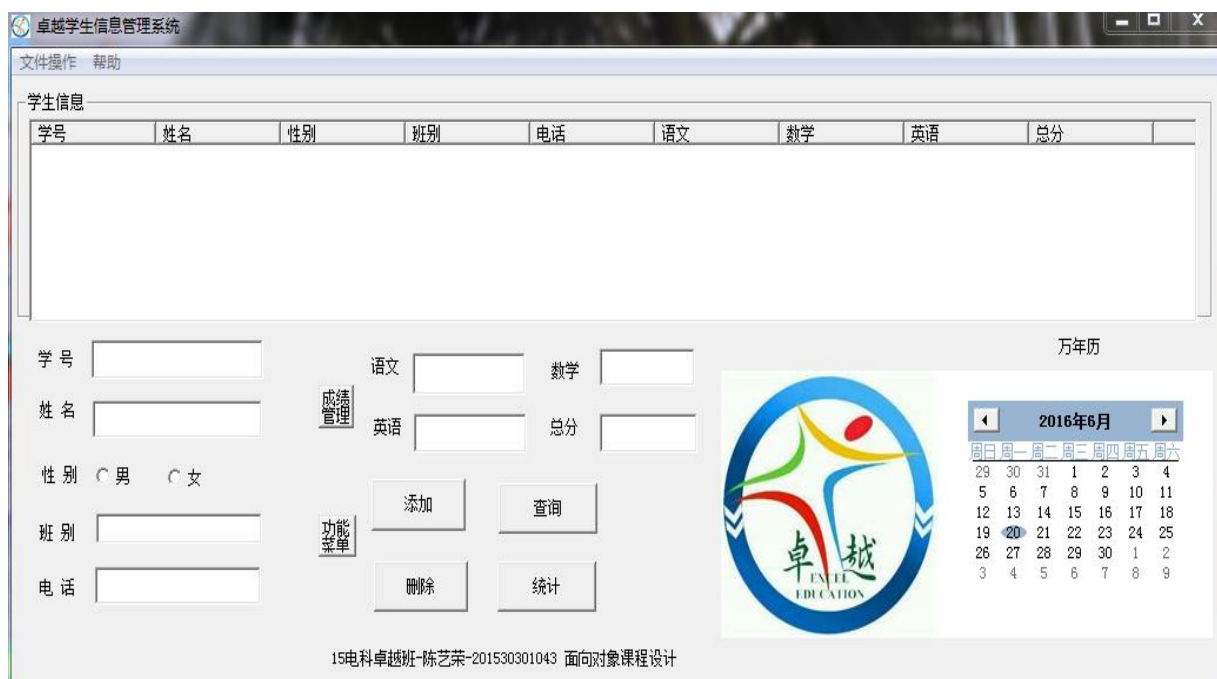 卓越学生信息管理系统
文件操作 帮助
学生信息
学号 姓名 性别 班别 电话 语文 数学 英语 总分
万年历
学 号
姓 名
性 别 男 女
班 别
电 话
成绩
管理
功能
菜单
语文 数学
英语 总分
添加 查询
删除 统计
卓越
EXCEL
EDUCATION
2016年6月
周日 周一 周二 周三 周四 周五 周六
29 30 31 1 2 3 4
5 6 7 8 9 10 11
12 13 14 15 16 17 18
19 20 21 22 23 24 25
26 27 28 29 30 1 2
3 4 5 6 7 8 9
15电科卓越班-陈艺荣-201530301043 面向对象课程设计